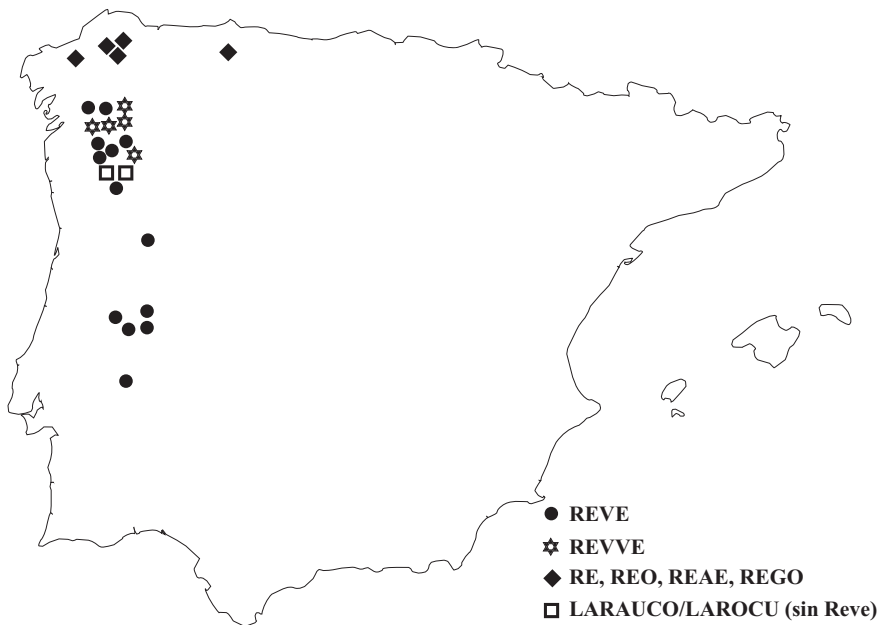 REVE
REVVE
RE, REO, REAE, REGO
LARAUCO/LAROCU (sin Reve)